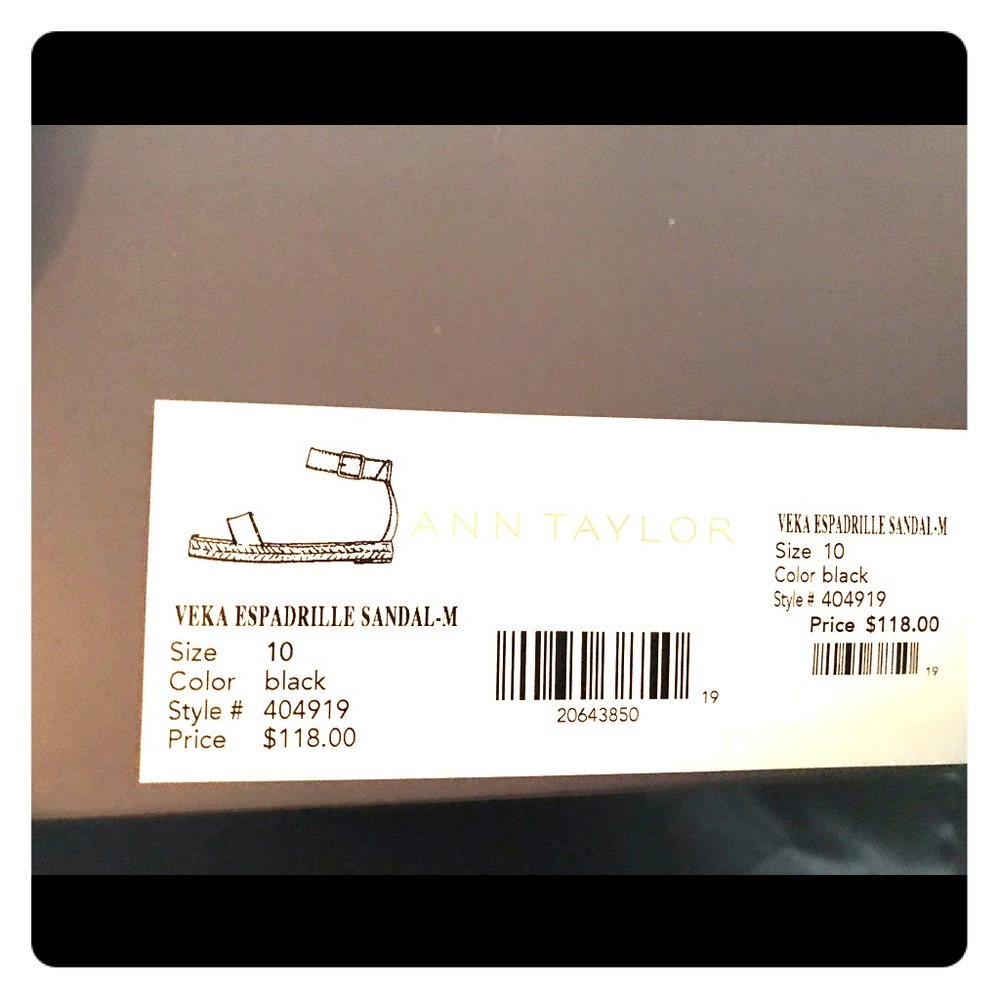 ANN TAYLOR
VEKA ESPADRILLE SANDAL-M
Size 10
Color black
Style # 404919
Price $118.00
20643850
19
VEKA ESPADRILLE SANDAL-M
Size 10
Color black
Style # 404919
Price $118.00
19